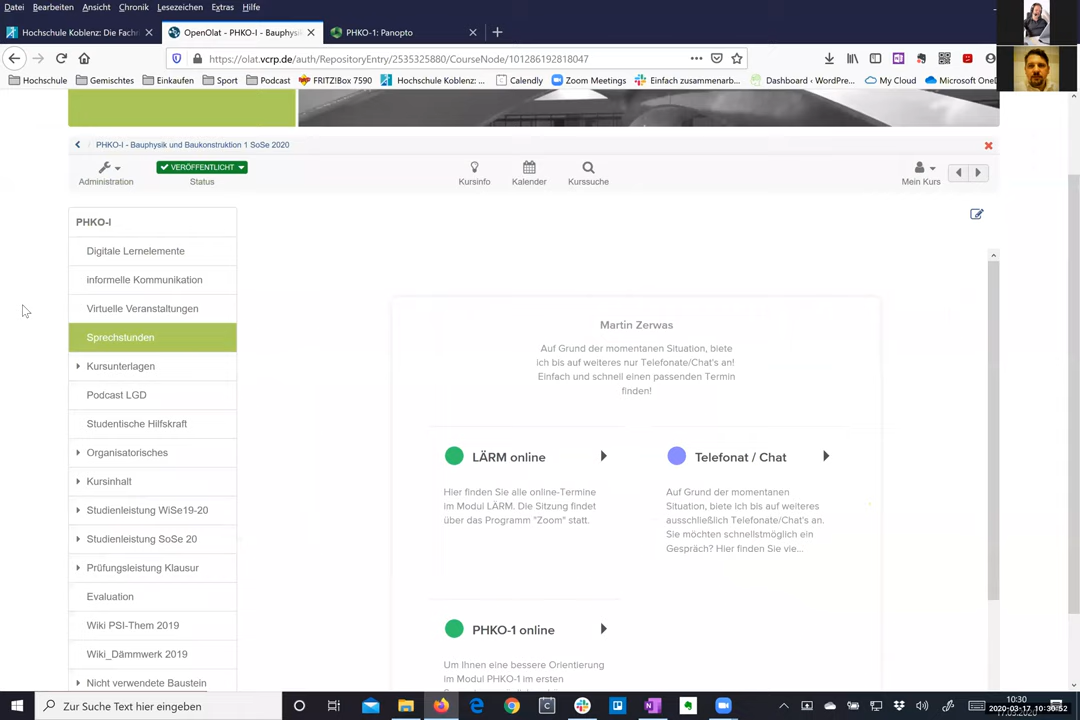 Datei Bearbeiten Ansicht Chronik Lesezeichen Extras Hilfe
Hochschule Koblenz: Die Fach
OpenOlat - PHKO-I - Bauphysi
PHKO-1: Panopto
https://olat.vcrp.de/auth/RepositoryEntry/2535325880/CourseNode/101286192818047
Hochschule
Gemischtes
Einkaufen
Sport
Podcast
FRITZ!Box 7590
Hochschule Koblenz: ...
Calendly
Zoom Meetings
Einfach zusammenarb...
Dashboard ‹ WordPre...
My Cloud
Microsoft On
PHKO-I - Bauphysik und Baukonstruktion 1 SoSe 2020
VERÖFFENTLICHT
Administration
Status
Kursinfo
Kalender
Kurssuche
Mein Kurs
PHKO-I
Digitale Lernelemente
informelle Kommunikation
Virtuelle Veranstaltungen
Sprechstunden
Kursunterlagen
Podcast LGD
Studentische Hilfskraft
Organisatorisches
Kursinhalt
Studienleistung WiSe19-20
Studienleistung SoSe 20
Prüfungsleistung Klausur
Evaluation
Wiki PSI-Them 2019
Wiki_Dämmwerk 2019
Nicht verwendete Baustein
Martin Zerwas
Auf Grund der momentanen Situation, biete
ich bis auf weiteres nur Telefonate/Chat's an!
Einfach und schnell einen passenden Termin
finden!
LÄRM online
Hier finden Sie alle online-Termine
im Modul LÄRM. Die Sitzung findet
über das Programm "Zoom" statt.
Telefonat / Chat
Auf Grund der momentanen
Situation, biete ich bis auf weiteres
ausschließlich Telefonate/Chat's an.
Sie möchten schnellstmöglich ein
Gespräch? Hier finden Sie vie...
PHKO-1 online
Um Ihnen eine bessere Orientierung
im Modul PHKO-1 im ersten
Zur Suche Text hier eingeben
10:30
2020-03-17, 10:30:52